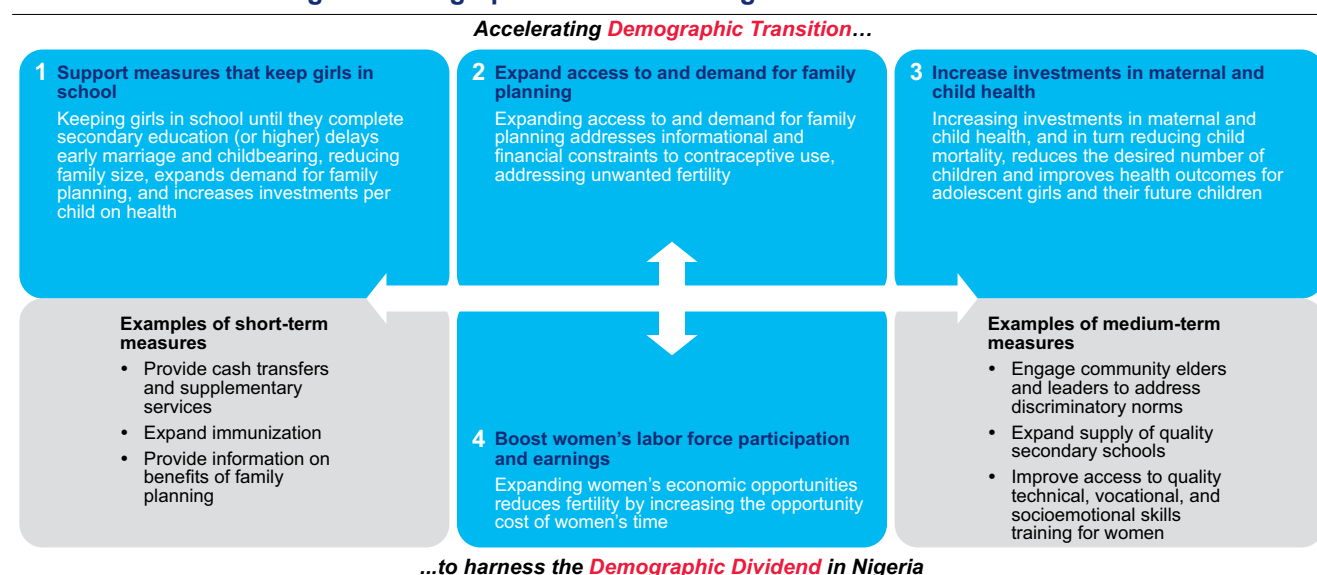 Accelerating Demographic Transition…
1 Support measures that keep girls in
school
Keeping girls in school until they complete
secondary education (or higher) delays
early marriage and childbearing, reducing
family size, expands demand for family
planning, and increases investments per
child on health
2 Expand access to and demand for family
planning
Expanding access to and demand for family
planning addresses informational and
financial constraints to contraceptive use,
addressing unwanted fertility
3 Increase investments in maternal and
child health
Increasing investments in maternal and
child health, and in turn reducing child
mortality, reduces the desired number of
children and improves health outcomes for
adolescent girls and their future children
Examples of short-term
measures
• Provide cash transfers
and supplementary
services
• Expand immunization
• Provide information on
benefits of family
planning
4 Boost women’s labor force participation
and earnings
Expanding women’s economic opportunities
reduces fertility by increasing the opportunity
cost of women’s time
Examples of medium-term
measures
• Engage community elders
and leaders to address
discriminatory norms
• Expand supply of quality
secondary schools
• Improve access to quality
technical, vocational, and
socioemotional skills
training for women
...to harness the Demographic Dividend in Nigeria